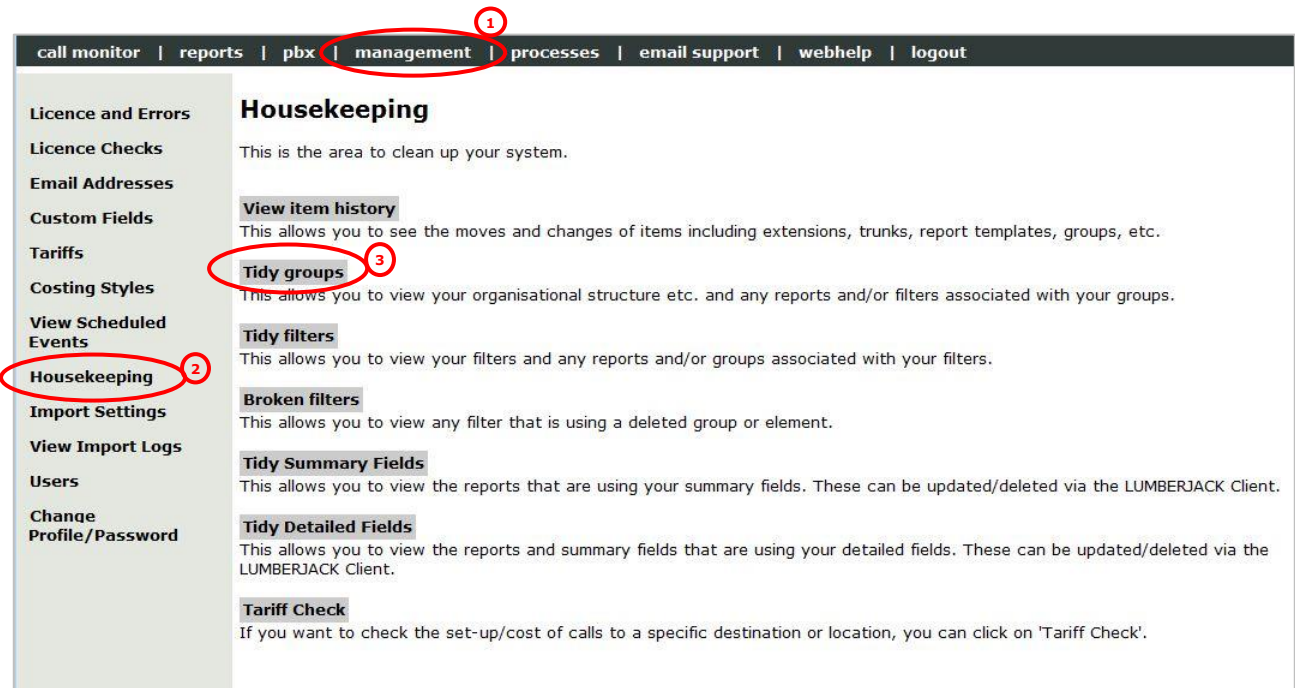 1
call monitor | reports | pbx | management | processes | email support | webhelp | logout
Licence and Errors
Licence Checks
Email Addresses
Custom Fields
Tariffs
Costing Styles
View Scheduled
Events
Housekeeping
2
Import Settings
View Import Logs
Users
Change
Profile/Password
Housekeeping
This is the area to clean up your system.
View item history
This allows you to see the moves and changes of items including extensions, trunks, report templates, groups, etc.
Tidy groups
3
This allows you to view your organisational structure etc. and any reports and/or filters associated with your groups.
Tidy filters
This allows you to view your filters and any reports and/or groups associated with your filters.
Broken filters
This allows you to view any filter that is using a deleted group or element.
Tidy Summary Fields
This allows you to view the reports that are using your summary fields. These can be updated/deleted via the LUMBERJACK Client.
Tidy Detailed Fields
This allows you to view the reports and summary fields that are using your detailed fields. These can be updated/deleted via the
LUMBERJACK Client.
Tariff Check
If you want to check the set-up/cost of calls to a specific destination or location, you can click on 'Tariff Check'.